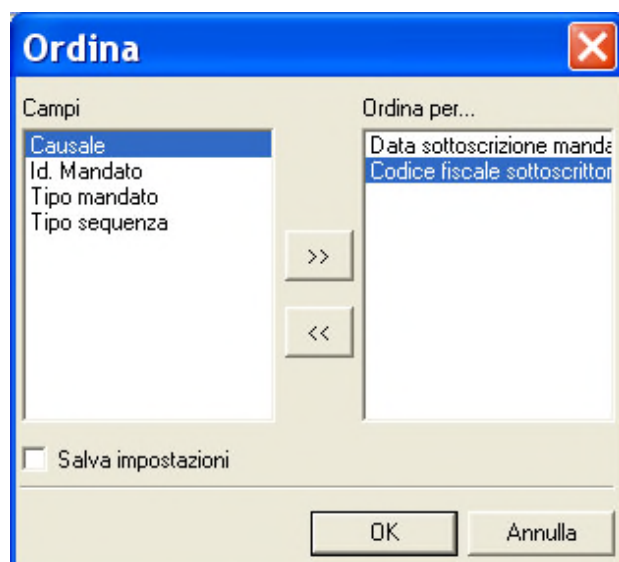 Ordina
Campi
Causale
Id. Mandato
Tipo mandato
Tipo sequenza
Ordina per...
Data sottoscrizione manda
Codice fiscale sottoscrittor
>>
<<
Salva impostazioni
OK
Annulla